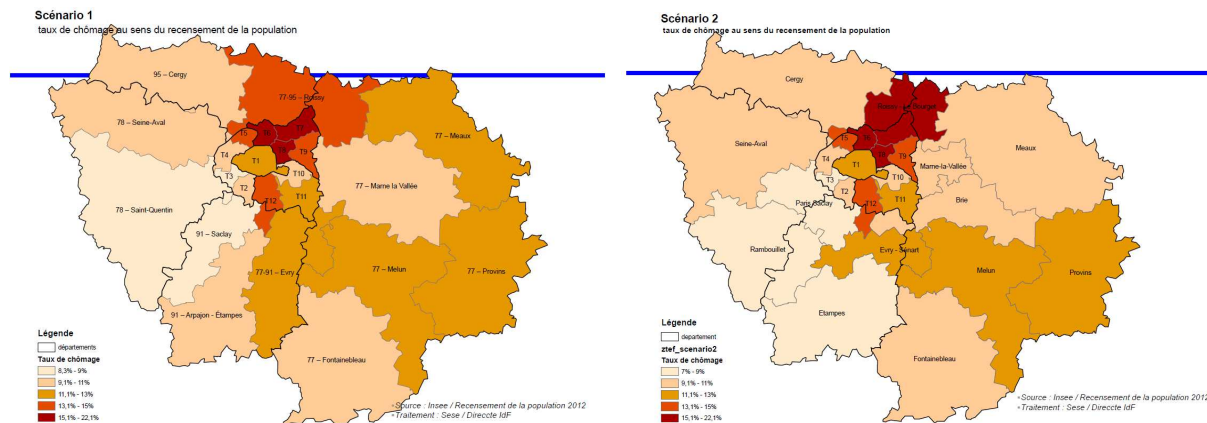 Scénario 1
taux de chômage au sens du recensement de la population
95 – Cergy
77-95 – Roissy
78 – Seine-Aval
77 – Meaux
T5
T6
T7
T8
T9
T4
T1
T3
T10
T2
77 – Marne la Vallée
T11
T12
78 – Saint-Quentin
91 – Saclay
77-91 – Evry
77 – Melun
77 – Provins
91 – Arpajon - Étampes
77 – Fontainebleau
Légende
départements
Taux de chômage
8,3% - 9%
9,1% - 11%
11,1% - 13%
13,1% - 15%
15,1% - 22,1%
Source : Insee / Recensement de la population 2012
Traitement : Sese / Direccte IdF
Scénario 2
taux de chômage au sens du recensement de la population
Cergy
Roissy - Le Bourget
Seine-Aval
Meaux
T5
T6
T8
T9
T4
T1
T3
T10
T2
Marne-la-Vallée
T11
T12
Brie
Paris Saclay
Rambouillet
Evry - Sénart
Melun
Provins
Etampes
Fontainebleau
Légende
département
ztef_scenario2
Taux de chômage
7% - 9%
9,1% - 11%
11,1% - 13%
13,1% - 15%
15,1% - 22,1%
Source : Insee / Recensement de la population 2012
Traitement : Sese / Direccte IdF